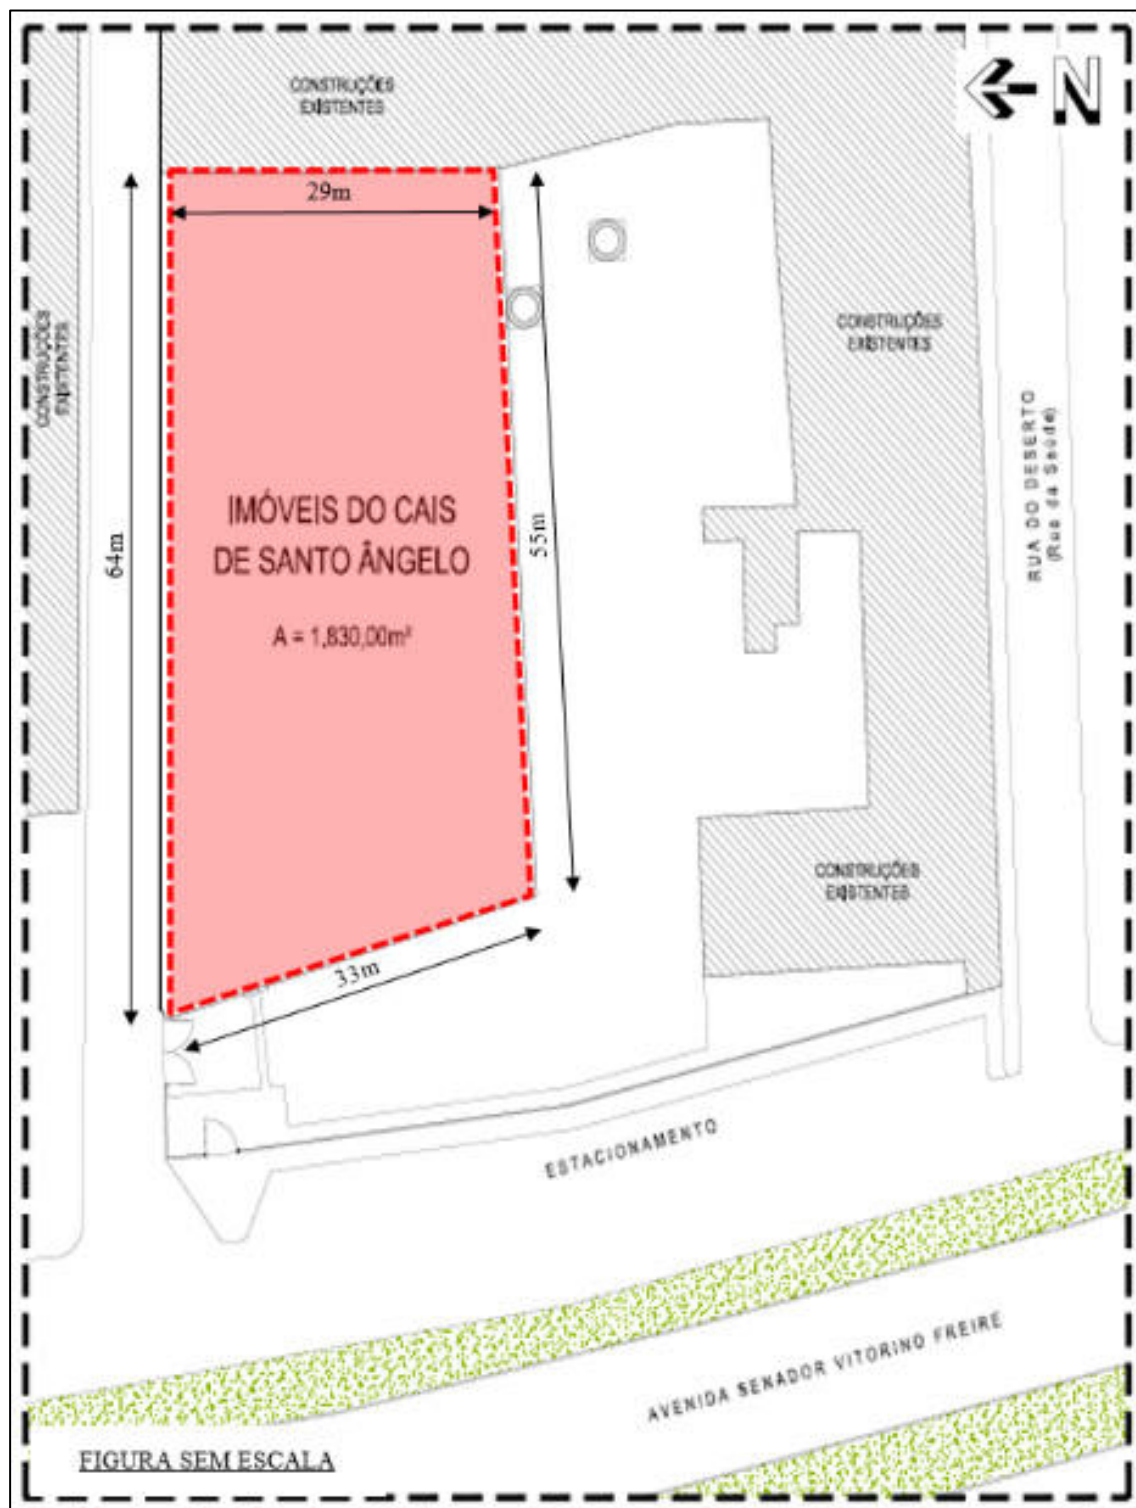 CONSTRUÇÕES
EXISTENTES
N
29m
CONSTRUÇÕES
EXISTENTES
CONSTRUÇÕES
EXISTENTES
RUA DO DESERTO
(Rua da Saúde)
IMÓVEIS DO CAIS
DE SANTO ÂNGELO
A = 1,830,00m²
64m
55m
CONSTRUÇÕES
EXISTENTES
33m
ESTACIONAMENTO
AVENIDA SENADOR VITORINO FREIRE
FIGURA SEM ESCALA